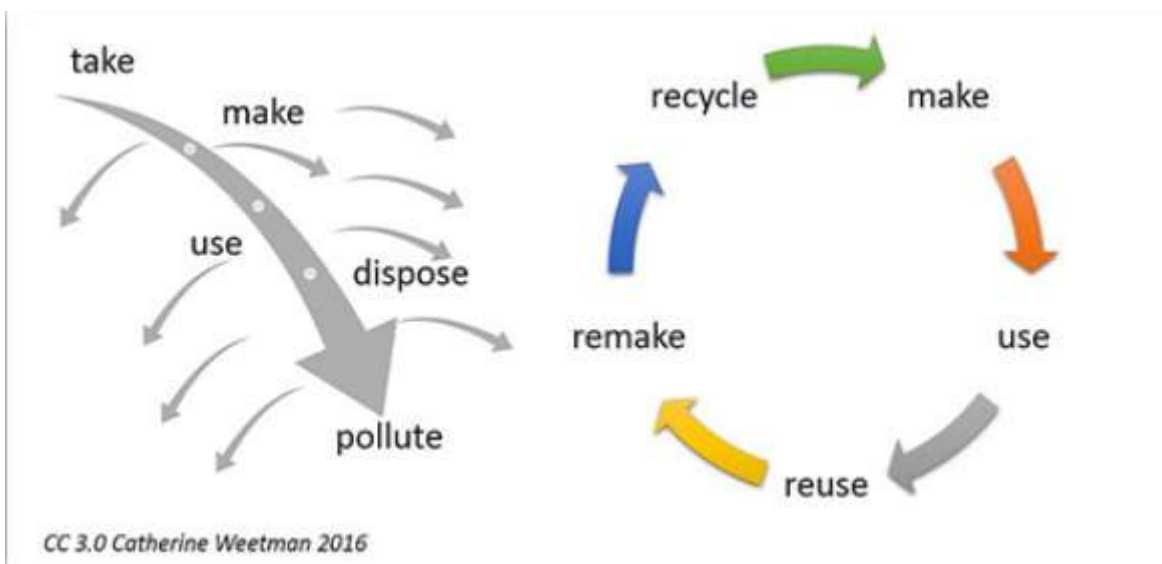 take
make
use
dispose
pollute
recycle
make
use
reuse
remake
CC 3.0 Catherine Weetman 2016